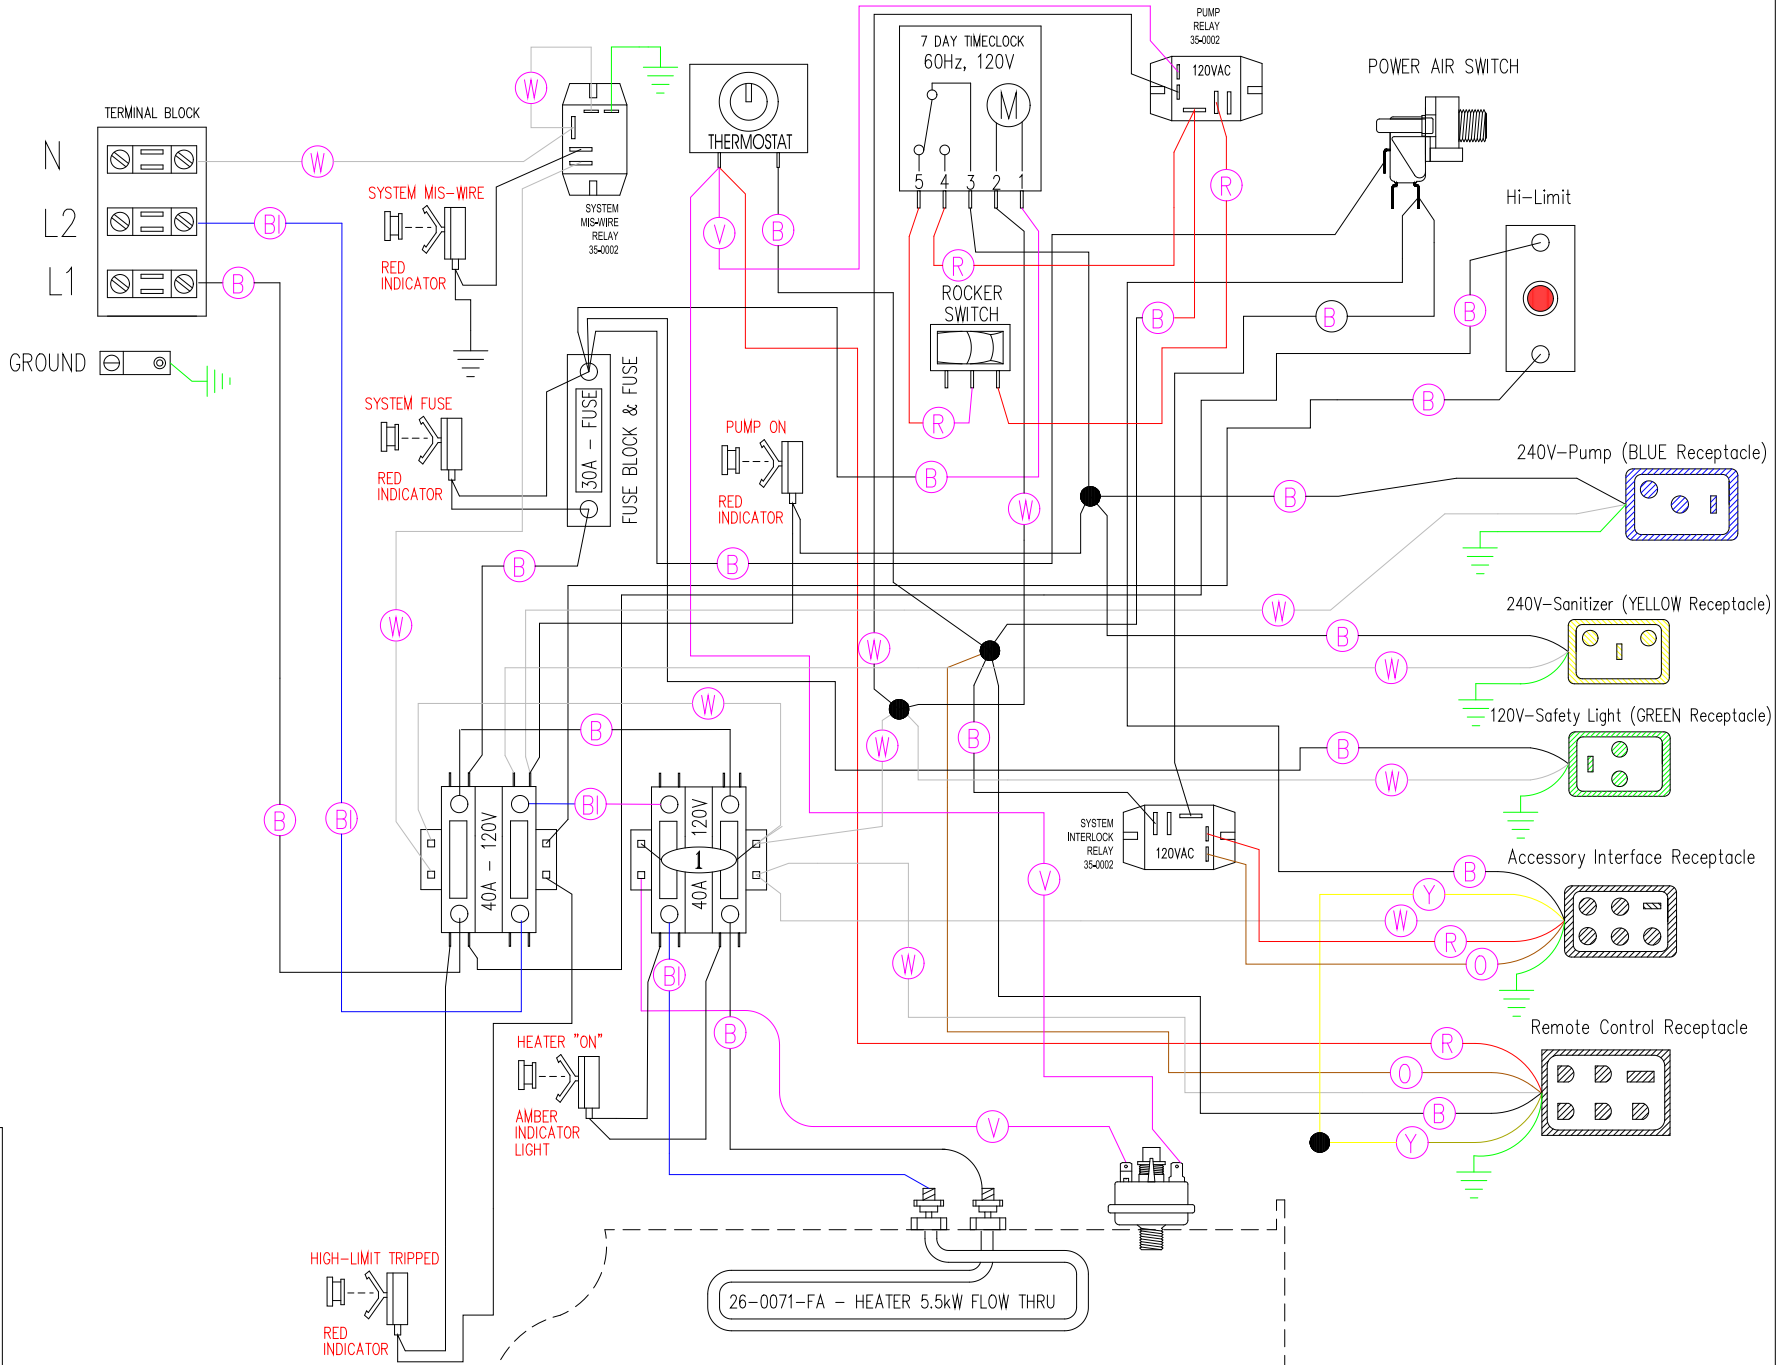 TERMINAL BLOCK
N
L2
L1
GROUND
W
Bl
B
SYSTEM MIS-WIRE
RED
INDICATOR
W
SYSTEM
MIS-WIRE
RELAY
35-0002
THERMOSTAT
V
B
7 DAY TIMECLOCK
60Hz, 120V
M
5 4 3 2 1
R
PUMP
RELAY
35-0002
120VAC
R
POWER AIR SWITCH
Hi-Limit
B
B
B
B
ROCKER
SWITCH
R
B
W
SYSTEM FUSE
RED
INDICATOR
30A - FUSE
FUSE BLOCK & FUSE
B
PUMP ON
RED
INDICATOR
B
B
240V-Pump (BLUE Receptacle)
W
240V-Sanitizer (YELLOW Receptacle)
B
W
120V-Safety Light (GREEN Receptacle)
B
W
W
W
B
W
W
B
B
Bl
Bl
40A - 120V
40A 120V
1
SYSTEM
INTERLOCK
RELAY
35-0002
120VAC
Accessory Interface Receptacle
B
Y
W
R
O
V
W
Bl
B
Remote Control Receptacle
R
O
B
Y
HEATER "ON"
AMBER
INDICATOR
LIGHT
V
HIGH-LIMIT TRIPPED
RED
INDICATOR
26-0071-FA - HEATER 5.5kW FLOW THRU